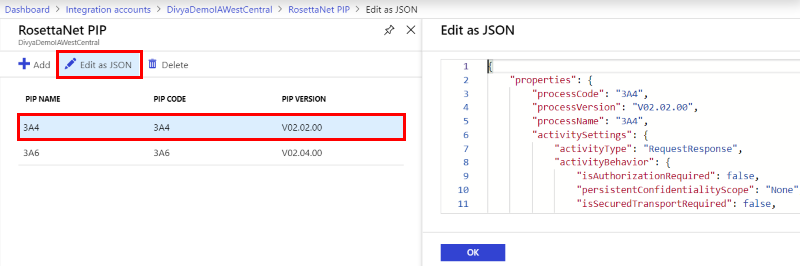 Dashboard > Integration accounts > DivyaDemoIAWestCentral > RosettaNet PIP > Edit as JSON
RosettaNet PIP
DivyaDemoIAWestCentral
Add Edit as JSON Delete
PIP NAME PIP CODE PIP VERSION
3A4 3A4 V02.02.00
3A6 3A6 V02.04.00
Edit as JSON
1 {
2 "properties": {
3 "processCode": "3A4",
4 "processVersion": "V02.02.00",
5 "processName": "3A4",
6 "activitySettings": {
7 "activityType": "RequestResponse",
8 "activityBehavior": {
9 "isAuthorizationRequired": false,
10 "persistentConfidentialityScope": "None"
11 "isSecuredTransportRequired": false,
OK